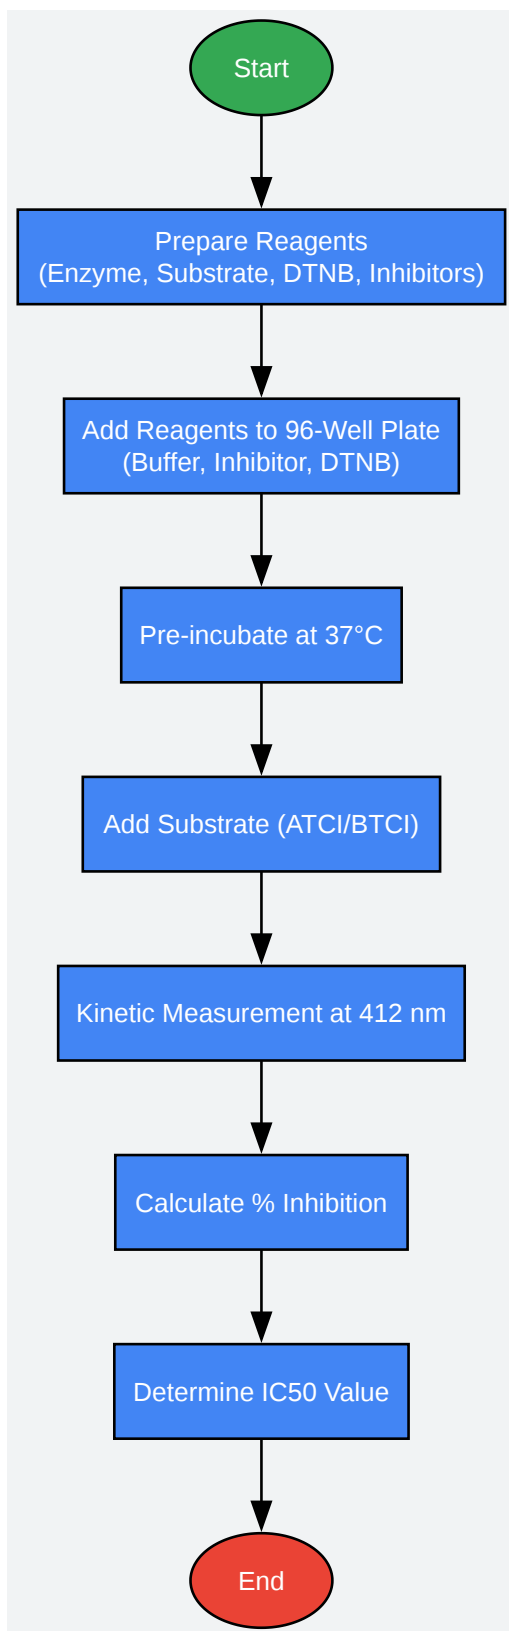 Start
Prepare Reagents
(Enzyme, Substrate, DTNB, Inhibitors)
Add Reagents to 96-Well Plate
(Buffer, Inhibitor, DTNB)
Pre-incubate at 37°C
Add Substrate (ATCI/BTCI)
Kinetic Measurement at 412 nm
Calculate % Inhibition
Determine IC50 Value
End